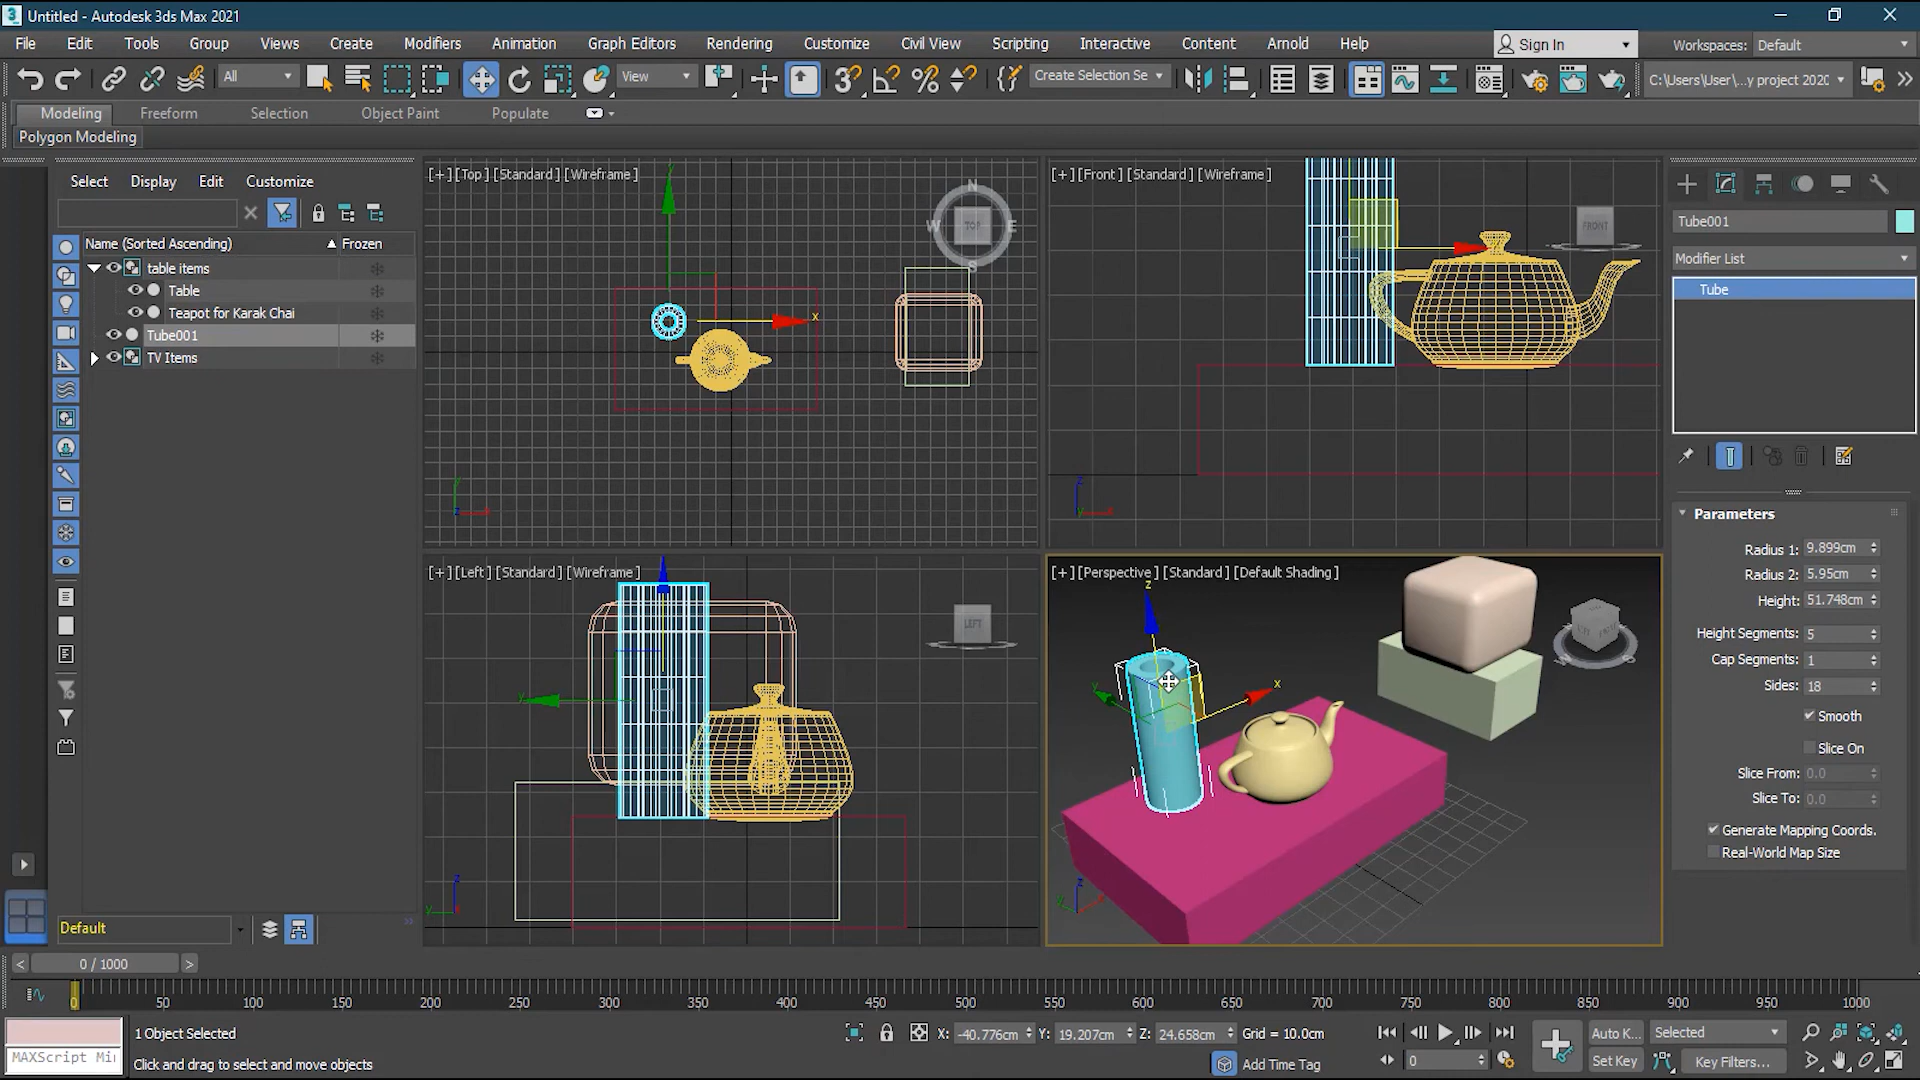 Untitled - Autodesk 3ds Max 2021
File Edit Tools Group Views Create Modifiers Animation Graph Editors Rendering Customize Civil View Scripting Interactive Content Arnold Help Sign In Workspaces: Default
All View Create Selection Se C:\Users\User\...y project 2020
Modeling Freeform Selection Object Paint Populate
Polygon Modeling
Select Display Edit Customize
Name (Sorted Ascending) Frozen
table items
Table
Teapot for Karak Chai
Tube001
TV Items
Default
[+] [Top] [Standard] [Wireframe]
N
W TOP E
S
y
x
y
z
[+] [Front] [Standard] [Wireframe]
FRONT
z
[+] [Left] [Standard] [Wireframe]
LEFT
y
z
y
[+] [Perspective] [Standard] [Default Shading]
z
x
y
z
Tube001
Modifier List
Tube
Parameters
Radius 1: 9.899cm
Radius 2: 5.95cm
Height: 51.748cm
Height Segments: 5
Cap Segments: 1
Sides: 18
Smooth
Slice On
Slice From: 0.0
Slice To: 0.0
Generate Mapping Coords.
Real-World Map Size
< 0 / 1000 >
0 50 100 150 200 250 300 350 400 450 500 550 600 650 700 750 800 850 900 950 1000
1 Object Selected X: -40.776cm Y: 19.207cm Z: 24.658cm Grid = 10.0cm Auto K... Selected
MAXScript Mi Click and drag to select and move objects Add Time Tag 0 Set Key Key Filters...